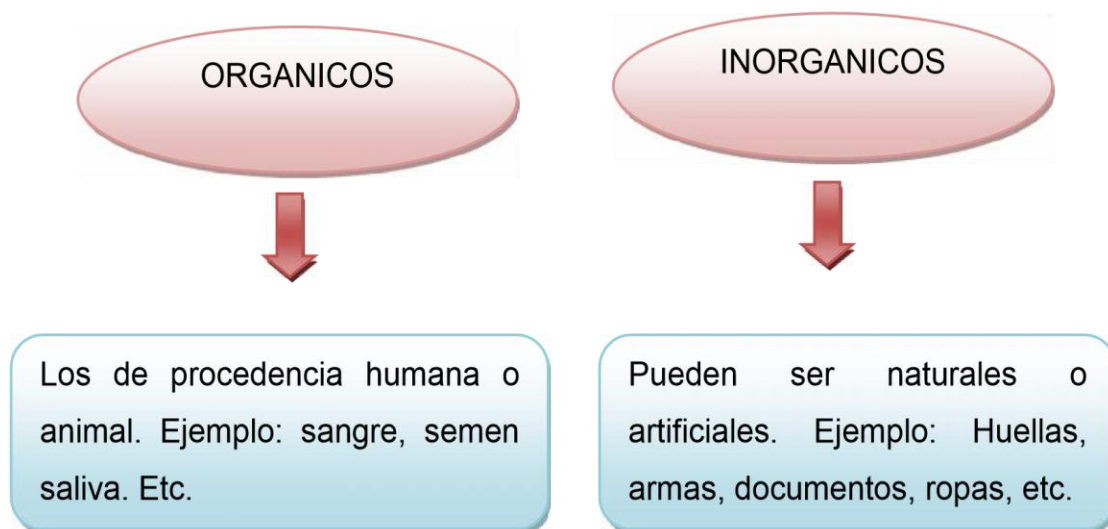 ORGANICOS
INORGANICOS
Los de procedencia humana o
animal. Ejemplo: sangre, semen
saliva. Etc.
Pueden ser naturales o
artificiales. Ejemplo: Huellas,
armas, documentos, ropas, etc.